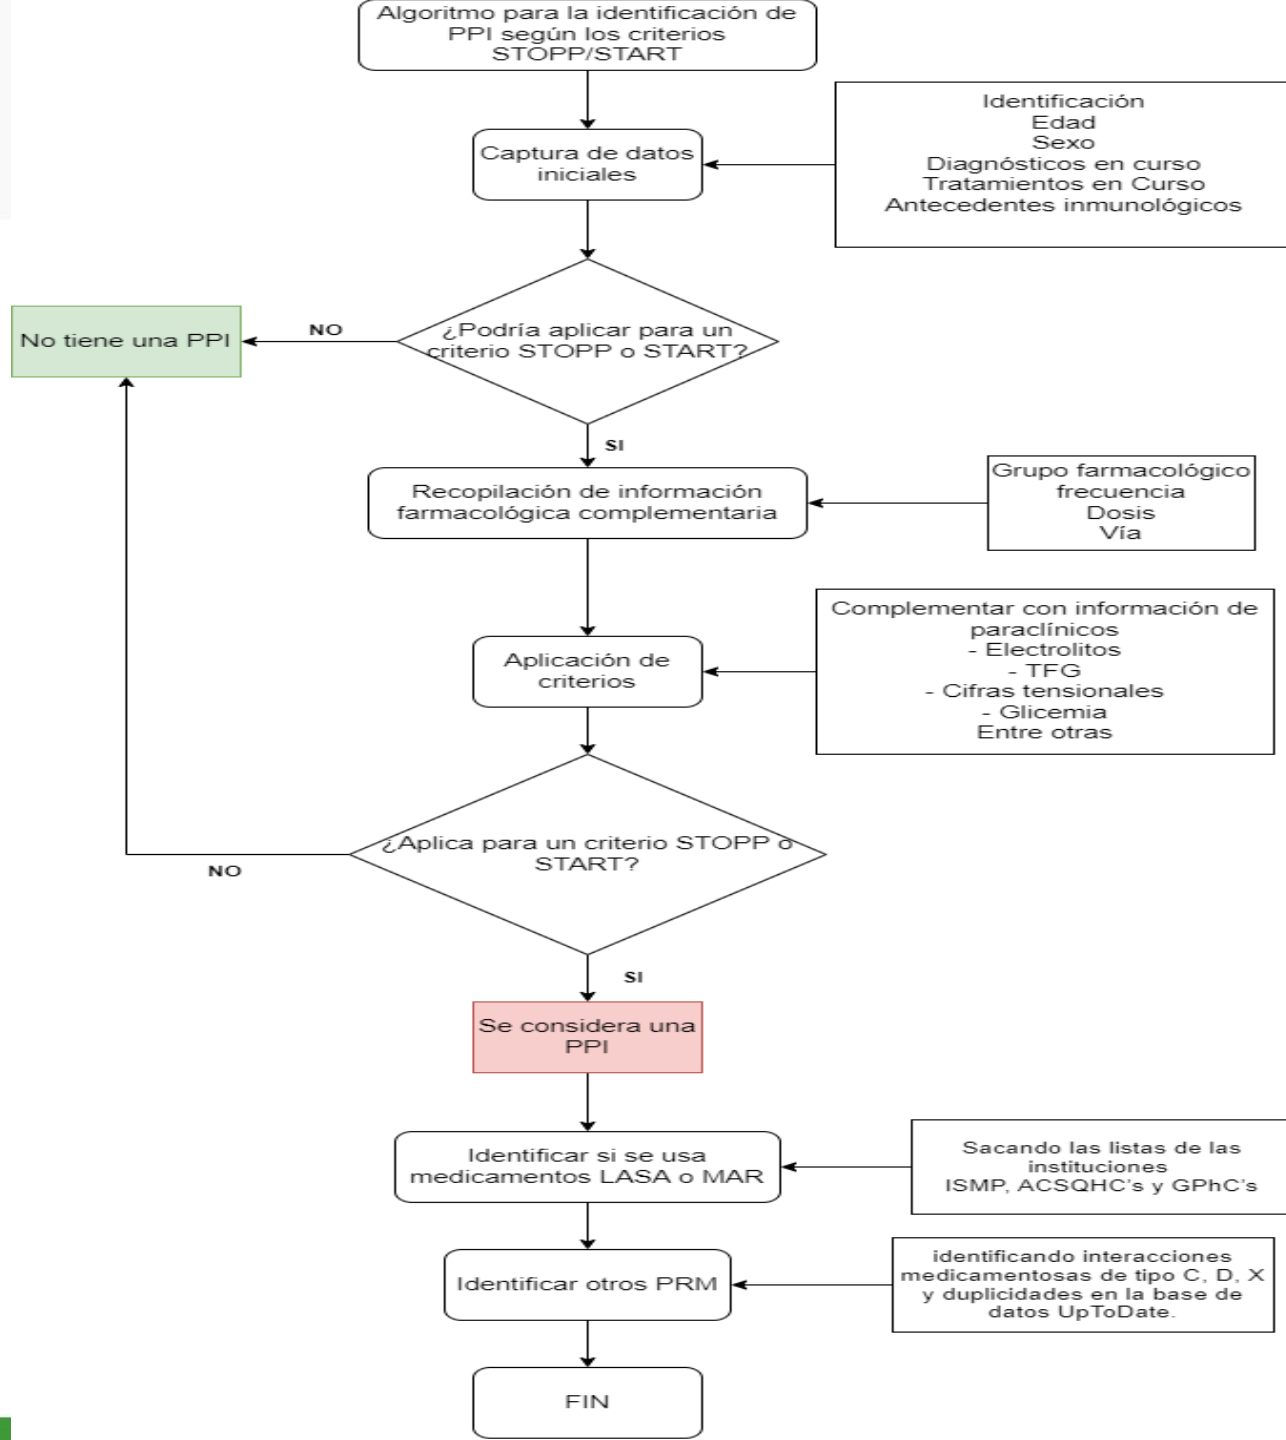 Algoritmo para la identificación de
PPI según los criterios
STOPP/START
Identificación
Edad
Sexo
Diagnósticos en curso
Tratamientos en Curso
Antecedentes inmunológicos
Captura de datos
iniciales
¿Podría aplicar para un
criterio STOPP o START?
NO
No tiene una PPI
SI
Recopilación de información
farmacológica complementaria
Grupo farmacológico
frecuencia
Dosis
Vía
Complementar con información de
paraclínicos
- Electrolitos
- TFG
- Cifras tensionales
- Glicemia
Entre otras
Aplicación de
criterios
¿Aplica para un criterio STOPP o
START?
NO
SI
Se considera una
PPI
Identificar si se usa
medicamentos LASA o MAR
Sacando las listas de las
instituciones
ISMP, ACSQHC's y GPhC's
Identificar otros PRM
identificando interacciones
medicamentosas de tipo C, D, X
y duplicidades en la base de
datos UpToDate.
FIN